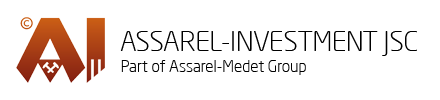 © AI
ASSAREL-INVESTMENT JSC
Part of Assarel-Medet Group